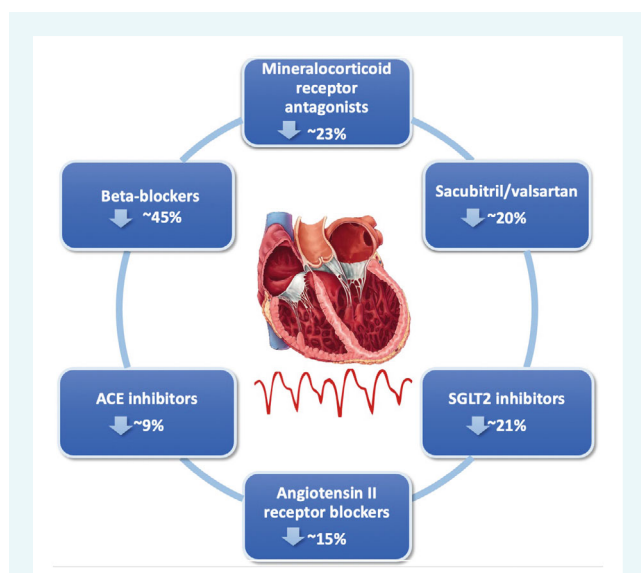 Mineralocorticoid
receptor
antagonists
~23%
Beta-blockers
~45%
Sacubitril/valsartan
~20%
ACE inhibitors
~9%
SGLT2 inhibitors
~21%
Angiotensin II
receptor blockers
~15%